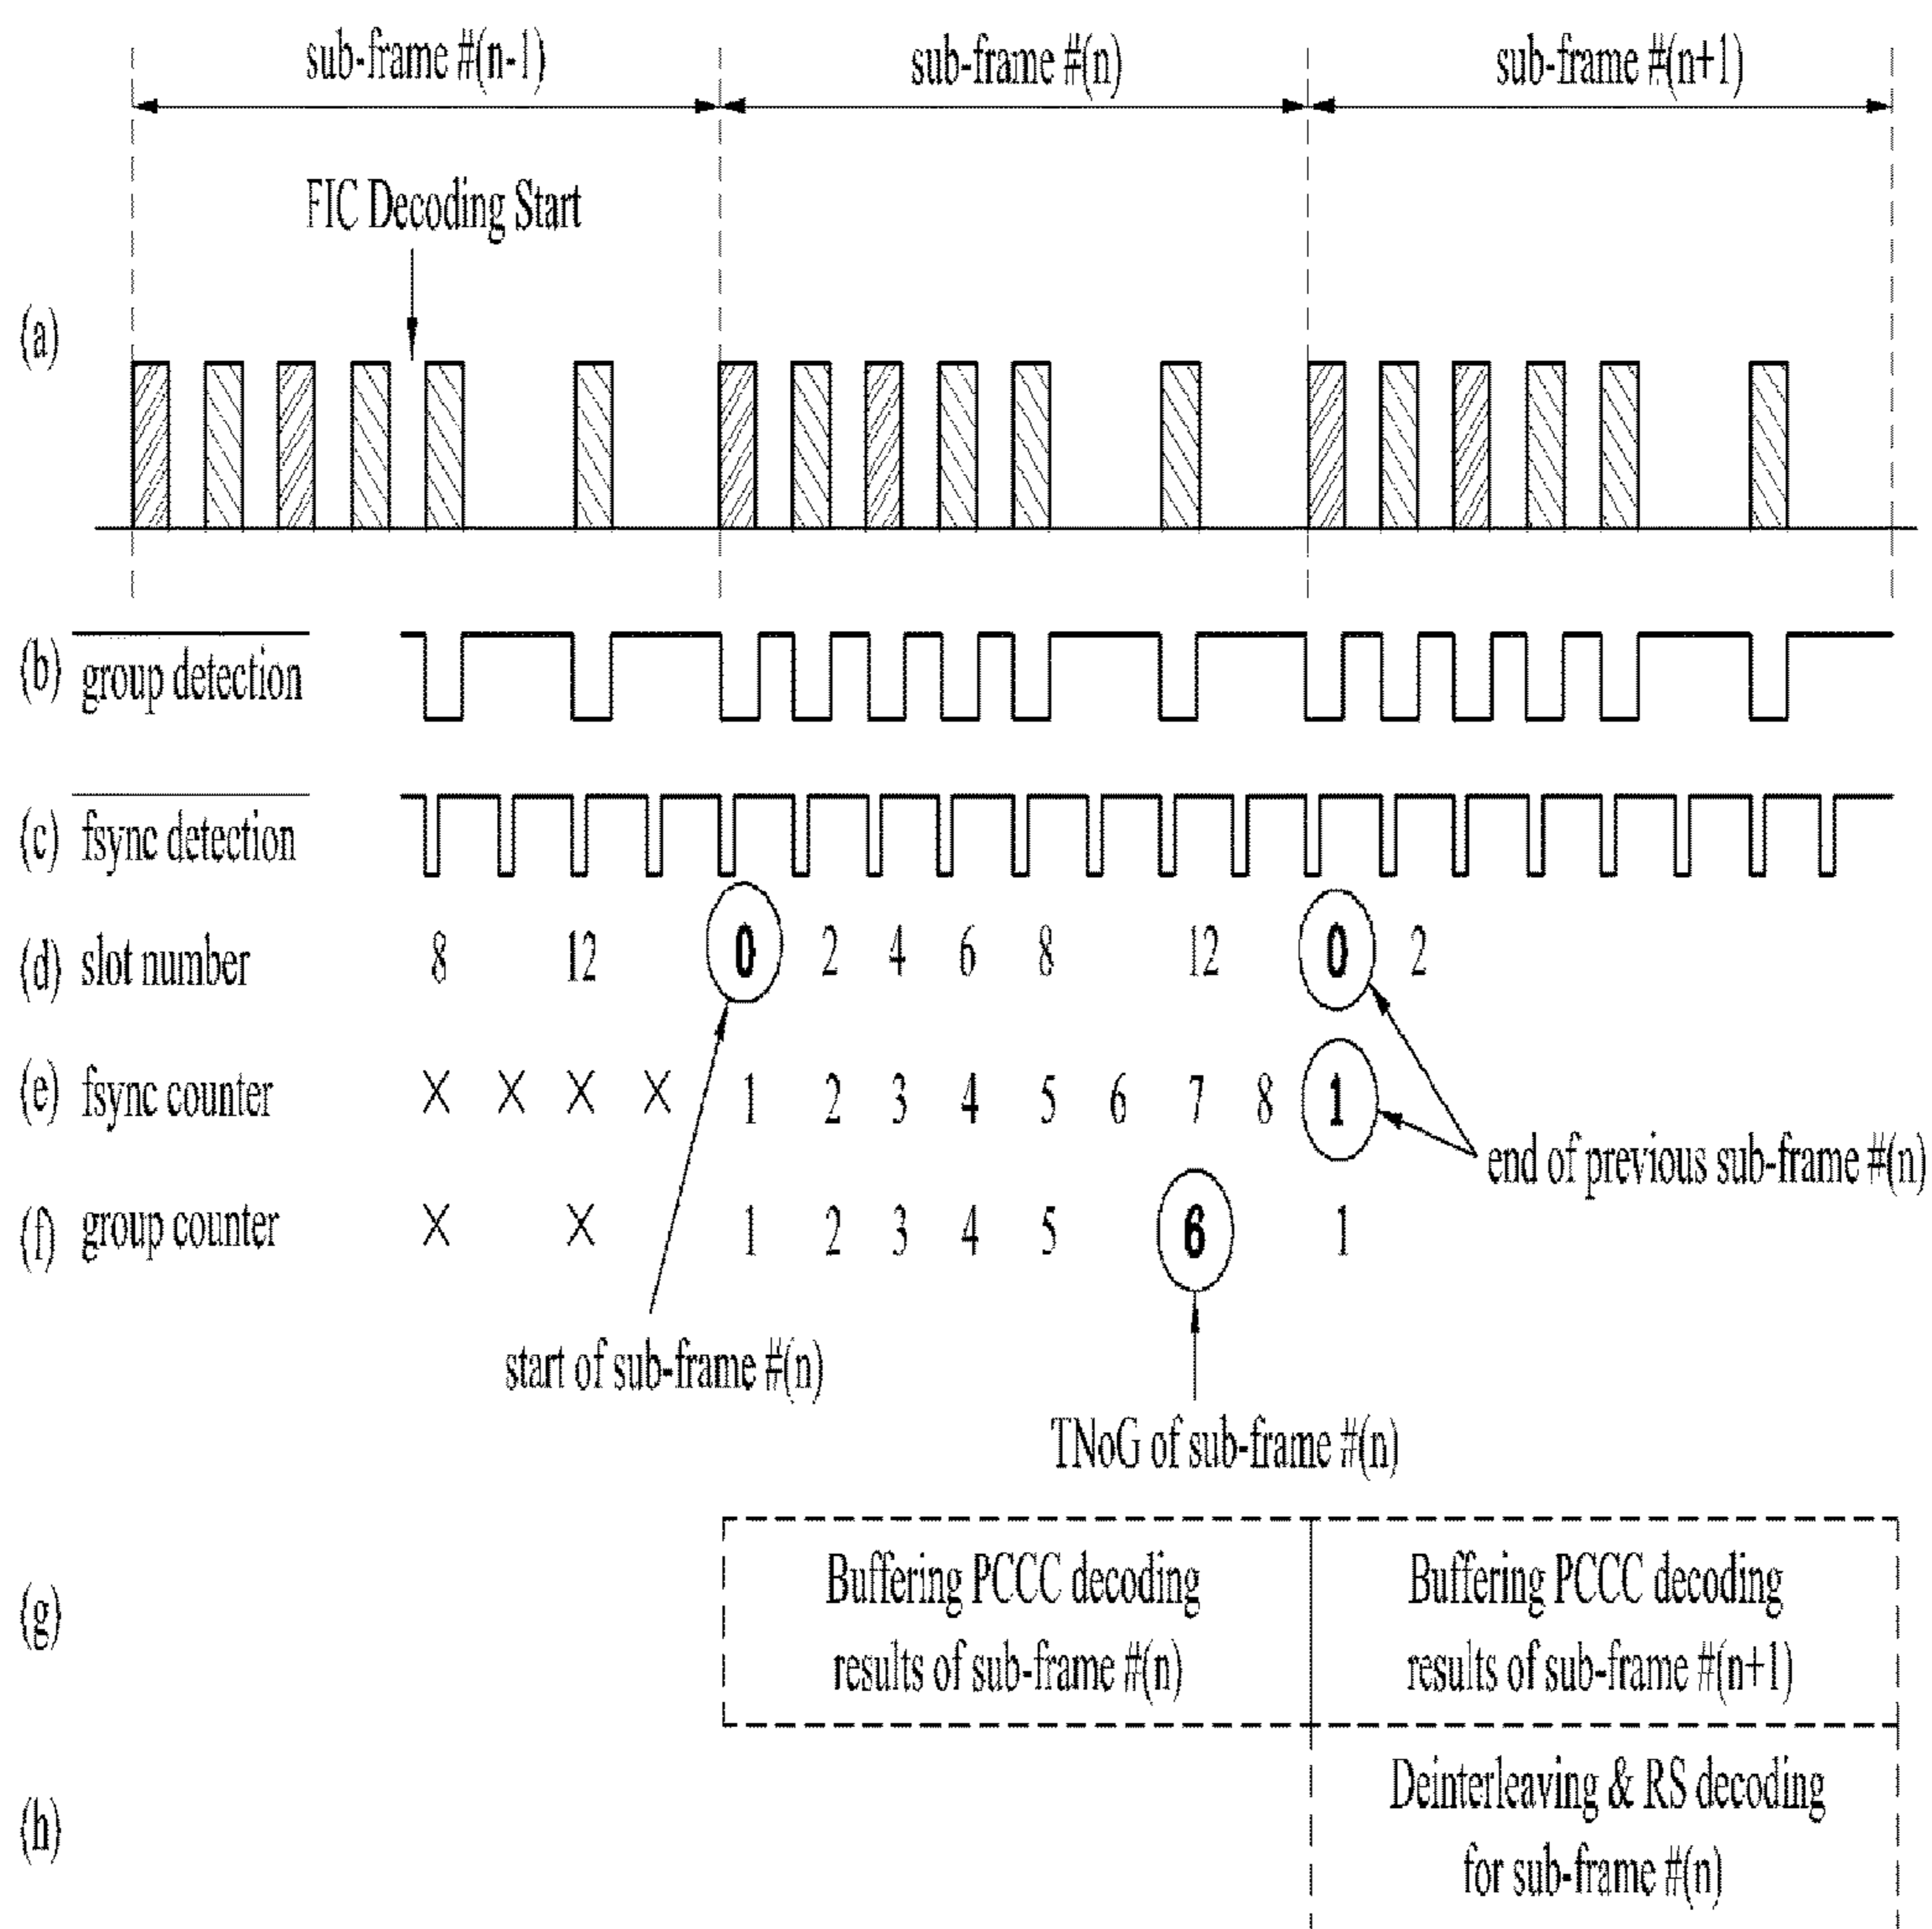 sub-frame #(n-1) sub-frame #(n) sub-frame #(n+1)
FIC Decoding Start
(a)
(b) group detection
(c) fsync detection
(d) slot number 8 12 0 2 4 6 8 12 0 2
(e) fsync counter X X X X 1 2 3 4 5 6 7 8 1
end of previous sub-frame #(n)
(f) group counter X X 1 2 3 4 5 6 1
start of sub-frame #(n)
TNoG of sub-frame #(n)
(g)
Buffering PCCC decoding
results of sub-frame #(n)
Buffering PCCC decoding
results of sub-frame #(n+1)
(h)
Deinterleaving & RS decoding
for sub-frame #(n)